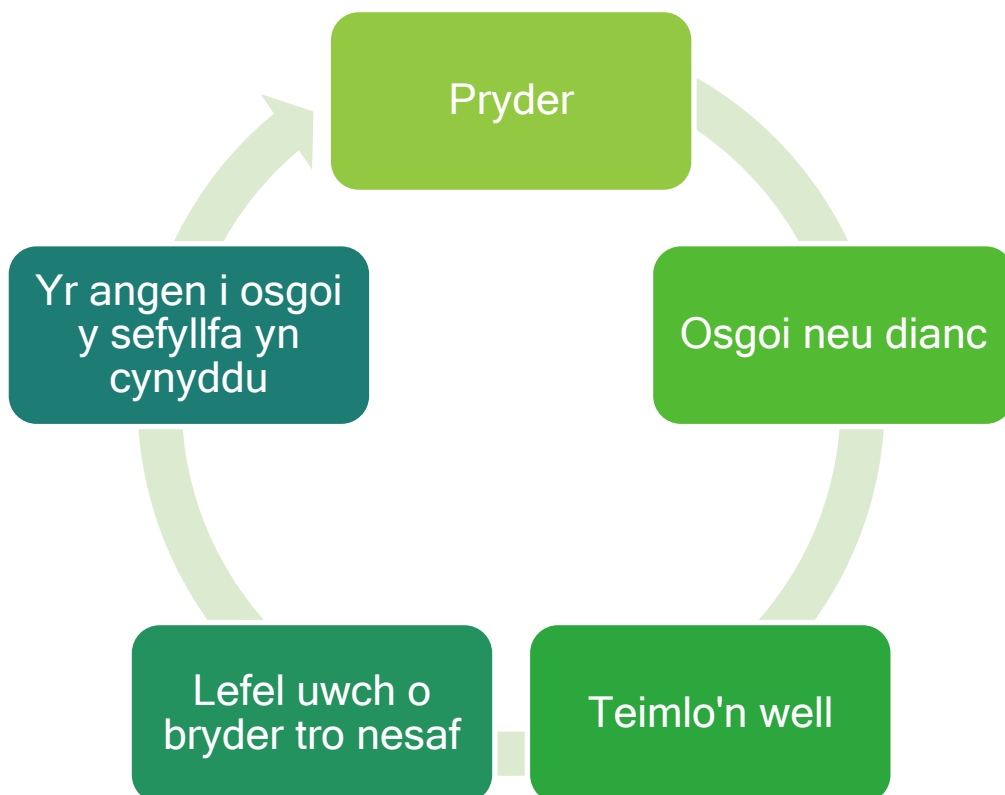 Pryder
Osgoi neu dianc
Teimlo'n well
Lefel uwch o
bryder tro nesaf
Yr angen i osgoi
y sefyllfa yn
cynyddu